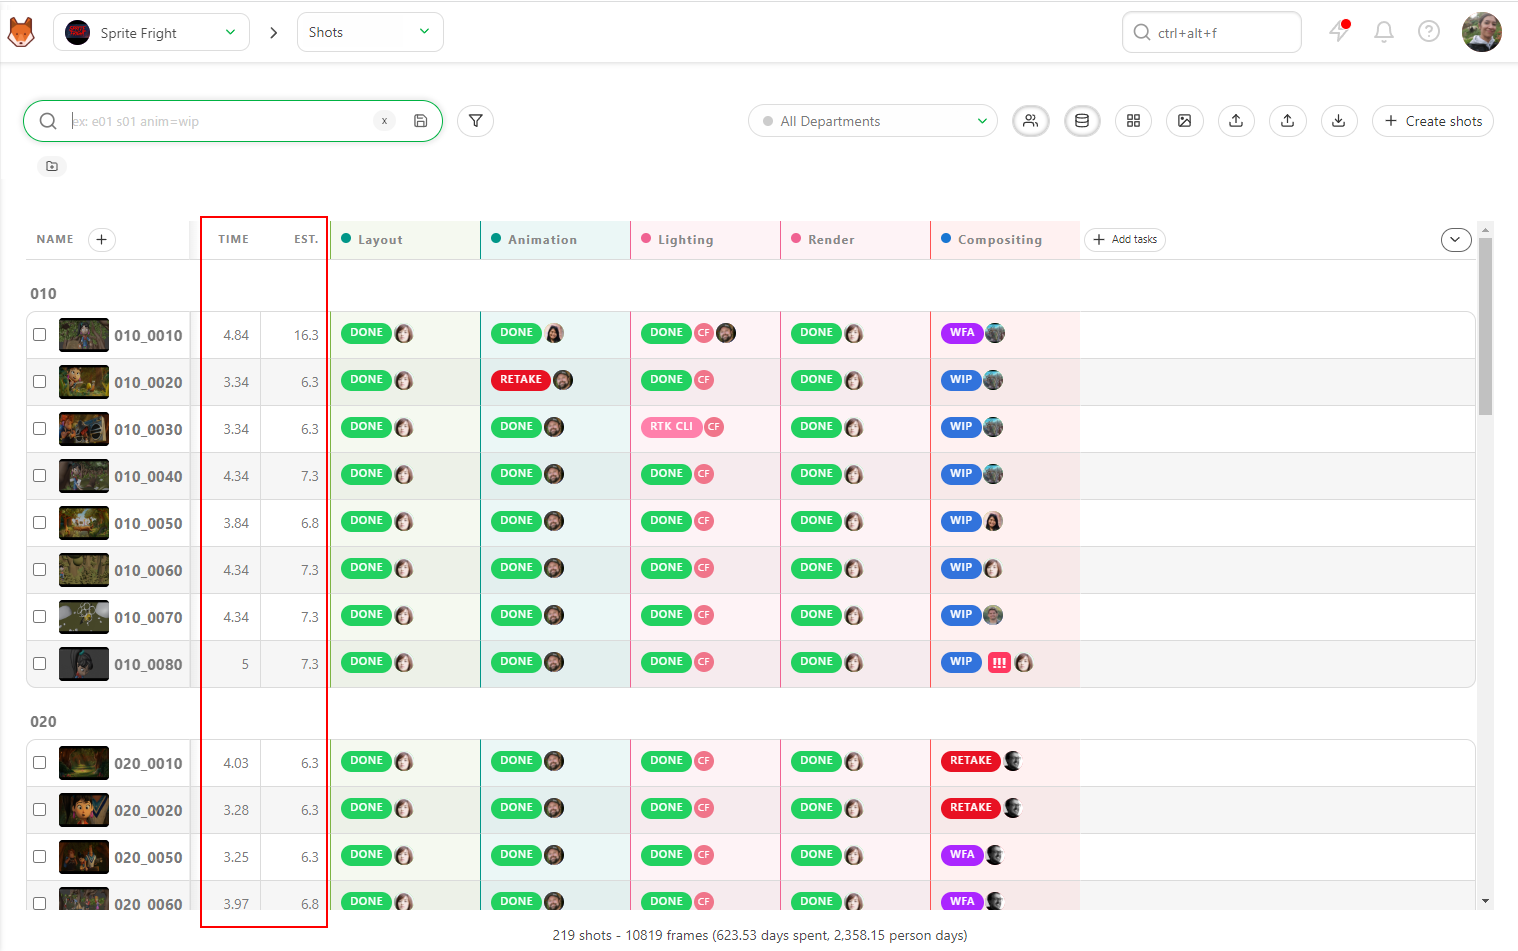 Sprite Fright
Shots
ctrl+alt+f
ex: e01 s01 anim=wip
x
All Departments
Create shots
NAME TIME EST. Layout Animation Lighting Render Compositing Add tasks
010
010_0010 4.84 16.3 DONE DONE DONE CF DONE WFA
010_0020 3.34 6.3 DONE RETAKE DONE CF DONE WIP
010_0030 3.34 6.3 DONE DONE RTK CLI CF DONE WIP
010_0040 4.34 7.3 DONE DONE DONE CF DONE WIP
010_0050 3.84 6.8 DONE DONE DONE CF DONE WIP
010_0060 4.34 7.3 DONE DONE DONE CF DONE WIP
010_0070 4.34 7.3 DONE DONE DONE CF DONE WIP
010_0080 5 7.3 DONE DONE DONE CF DONE WIP !!!
020
020_0010 4.03 6.3 DONE DONE DONE CF DONE RETAKE
020_0020 3.28 6.3 DONE DONE DONE CF DONE RETAKE
020_0050 3.25 6.3 DONE DONE DONE CF DONE WFA
020_0060 3.97 6.8 DONE DONE DONE CF DONE WFA
219 shots - 10819 frames (623.53 days spent, 2,358.15 person days)